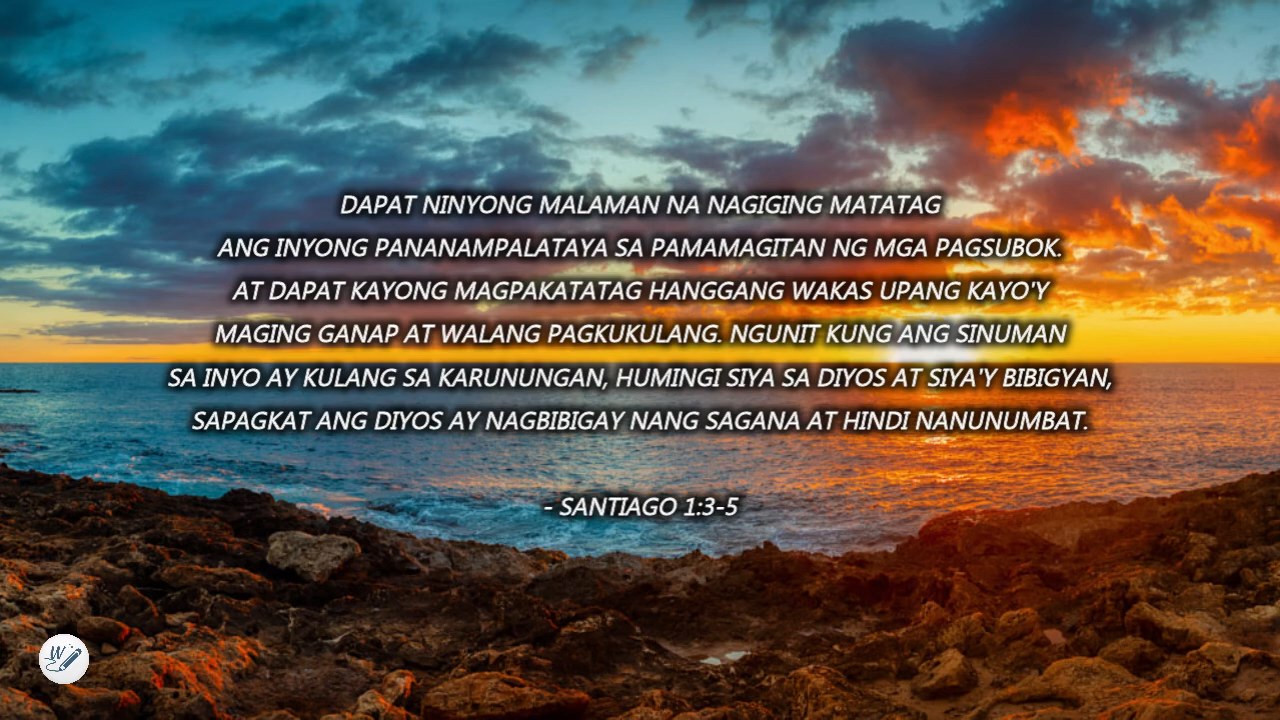 DAPAT NINYONG MALAMAN NA NAGIGING MATATAG
ANG INYONG PANANAMPALATAYA SA PAMAMAGITAN NG MGA PAGSUBOK.
AT DAPAT KAYONG MAGPAKATATAG HANGGANG WAKAS UPANG KAYO'Y
MAGING GANAP AT WALANG PAGKUKULANG. NGUNIT KUNG ANG SINUMAN
SA INYO AY KULANG SA KARUNUNGAN, HUMINGI SIYA SA DIYOS AT SIYA'Y BIBIGYAN,
SAPAGKAT ANG DIYOS AY NAGBIBIGAY NANG SAGANA AT HINDI NANUNUMBAT.
- SANTIAGO 1:3-5
W